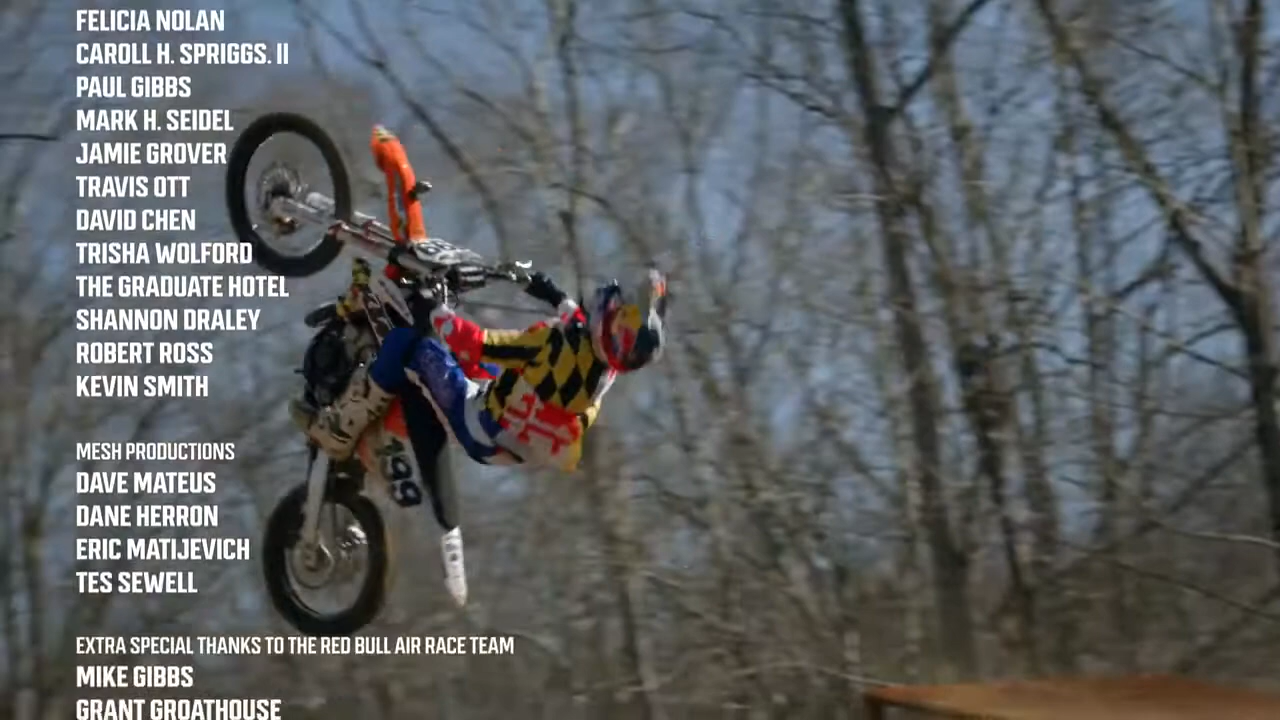 FELICIA NOLAN
CAROLL H. SPRIGGS. II
PAUL GIBBS
MARK H. SEIDEL
JAMIE GROVER
TRAVIS OTT
DAVID CHEN
TRISHA WOLFORD
THE GRADUATE HOTEL
SHANNON DRALEY
ROBERT ROSS
KEVIN SMITH
199
MESH PRODUCTIONS
DAVE MATEUS
DANE HERRON
ERIC MATIJEVICH
TES SEWELL
EXTRA SPECIAL THANKS TO THE RED BULL AIR RACE TEAM
MIKE GIBBS
GRANT GROATHOUSE